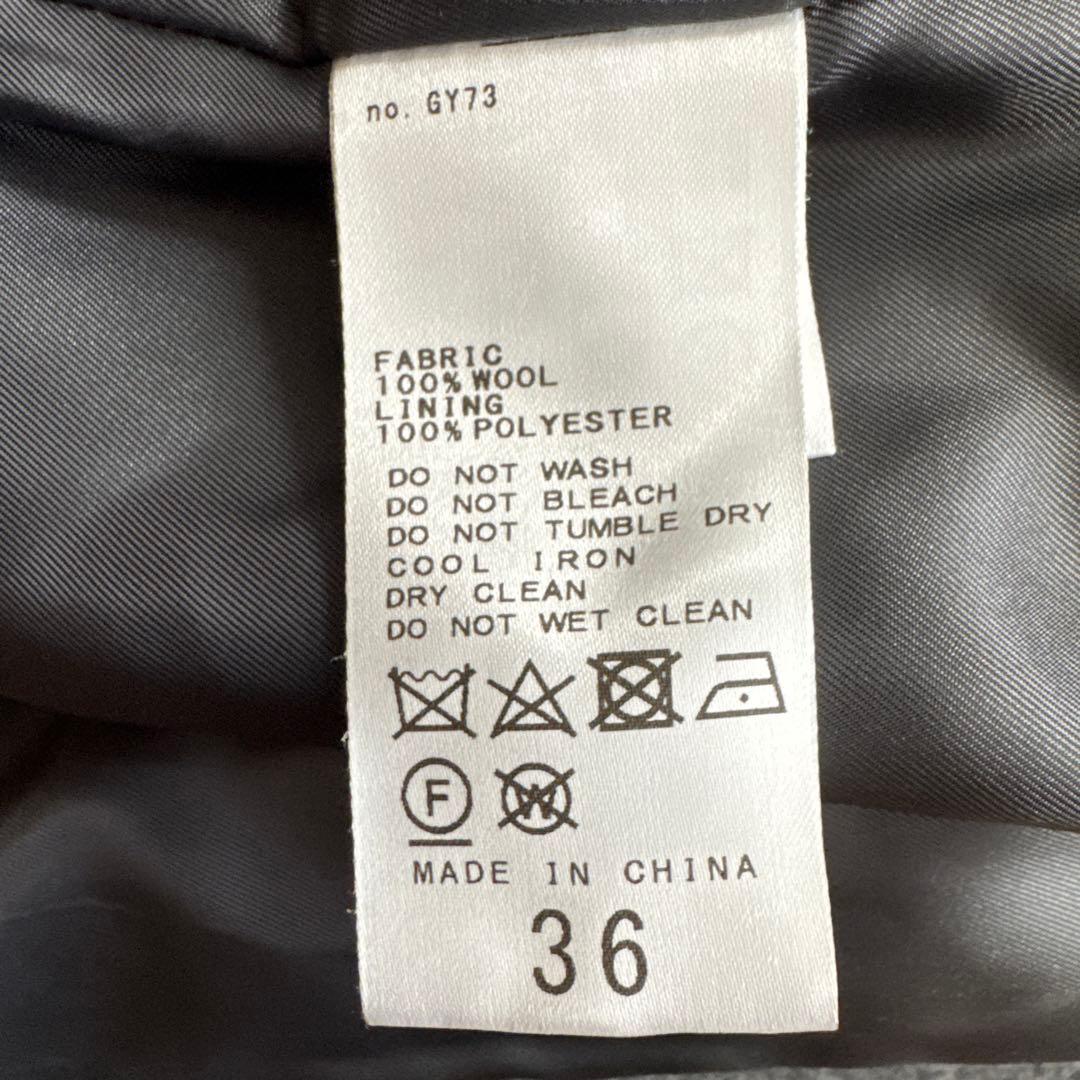 no. GY73
FABRIC
100% WOOL
LINING
100% POLYESTER
DO NOT WASH
DO NOT BLEACH
DO NOT TUMBLE DRY
COOL IRON
DRY CLEAN
DO NOT WET CLEAN
F W
MADE IN CHINA
36